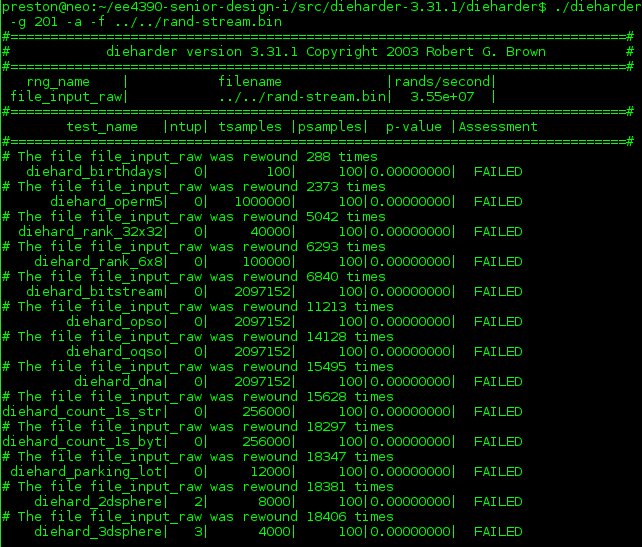 preston@neo:~/ee4390-senior-design-i/src/dieharder-3.31.1/dieharder$ ./dieharder
-g 201 -a -f ../../rand-stream.bin
#=============================================================================#
#            dieharder version 3.31.1 Copyright 2003 Robert G. Brown          #
#=============================================================================#
   rng_name    |           filename             |rands/second|
 file_input_raw|           ../../rand-stream.bin|  3.55e+07  |
#=============================================================================#
        test_name   |ntup| tsamples |psamples|  p-value |Assessment
#=============================================================================#
# The file file_input_raw was rewound 288 times
   diehard_birthdays|   0|       100|     100|0.00000000|  FAILED
# The file file_input_raw was rewound 2373 times
      diehard_operm5|   0|   1000000|     100|0.00000000|  FAILED
# The file file_input_raw was rewound 5042 times
  diehard_rank_32x32|   0|     40000|     100|0.00000000|  FAILED
# The file file_input_raw was rewound 6293 times
    diehard_rank_6x8|   0|    100000|     100|0.00000000|  FAILED
# The file file_input_raw was rewound 6840 times
   diehard_bitstream|   0|   2097152|     100|0.00000000|  FAILED
# The file file_input_raw was rewound 11213 times
        diehard_opso|   0|   2097152|     100|0.00000000|  FAILED
# The file file_input_raw was rewound 14128 times
        diehard_oqso|   0|   2097152|     100|0.00000000|  FAILED
# The file file_input_raw was rewound 15495 times
         diehard_dna|   0|   2097152|     100|0.00000000|  FAILED
# The file file_input_raw was rewound 15628 times
diehard_count_1s_str|   0|    256000|     100|0.00000000|  FAILED
# The file file_input_raw was rewound 18297 times
diehard_count_1s_byt|   0|    256000|     100|0.00000000|  FAILED
# The file file_input_raw was rewound 18347 times
 diehard_parking_lot|   0|     12000|     100|0.00000000|  FAILED
# The file file_input_raw was rewound 18381 times
    diehard_2dsphere|   2|      8000|     100|0.00000000|  FAILED
# The file file_input_raw was rewound 18406 times
    diehard_3dsphere|   3|      4000|     100|0.00000000|  FAILED